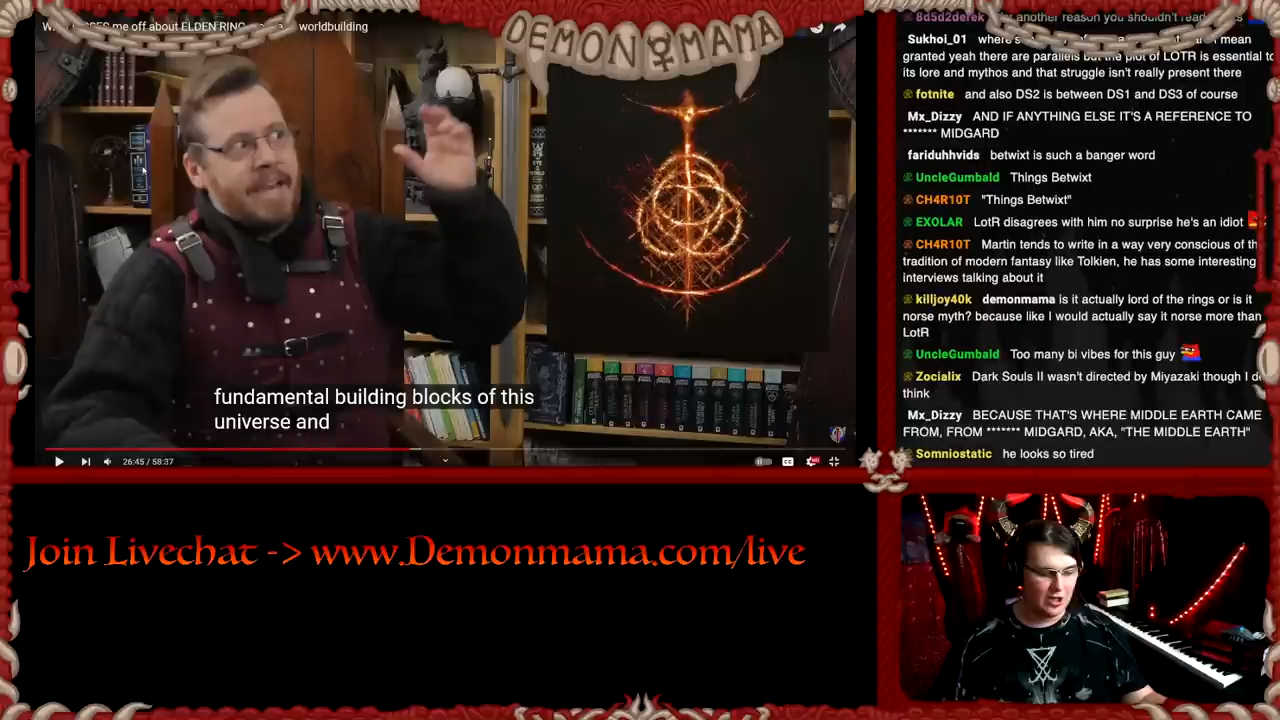 me off about ELDEN RING
worldbuilding
DEMON MAMA
fundamental building blocks of this
universe and
26:45 / 58:37
Join Livechat -> www.Demonmama.com/live
8d5d2derek another reason you shouldn't read
Sukhoi_01 mean
granted yeah there are parallels but the plot of LOTR is essential to
its lore and mythos and that struggle isn't really present there
fotnite and also DS2 is between DS1 and DS3 of course
Mx_Dizzy AND IF ANYTHING ELSE IT'S A REFERENCE TO
******* MIDGARD
fariduhhvids betwixt is such a banger word
UncleGumbald Things Betwixt
CH4R10T "Things Betwixt"
EXOLAR LotR disagrees with him no surprise he's an idiot
CH4R10T Martin tends to write in a way very conscious of th
tradition of modern fantasy like Tolkien, he has some interesting
interviews talking about it
killjoy40k demonmama is it actually lord of the rings or is it
norse myth? because like I would actually say it norse more than
LotR
UncleGumbald Too many bi vibes for this guy
Zocialix Dark Souls II wasn't directed by Miyazaki though I d
think
Mx_Dizzy BECAUSE THAT'S WHERE MIDDLE EARTH CAME
FROM, FROM ******* MIDGARD, AKA, "THE MIDDLE EARTH"
Somniostatic he looks so tired